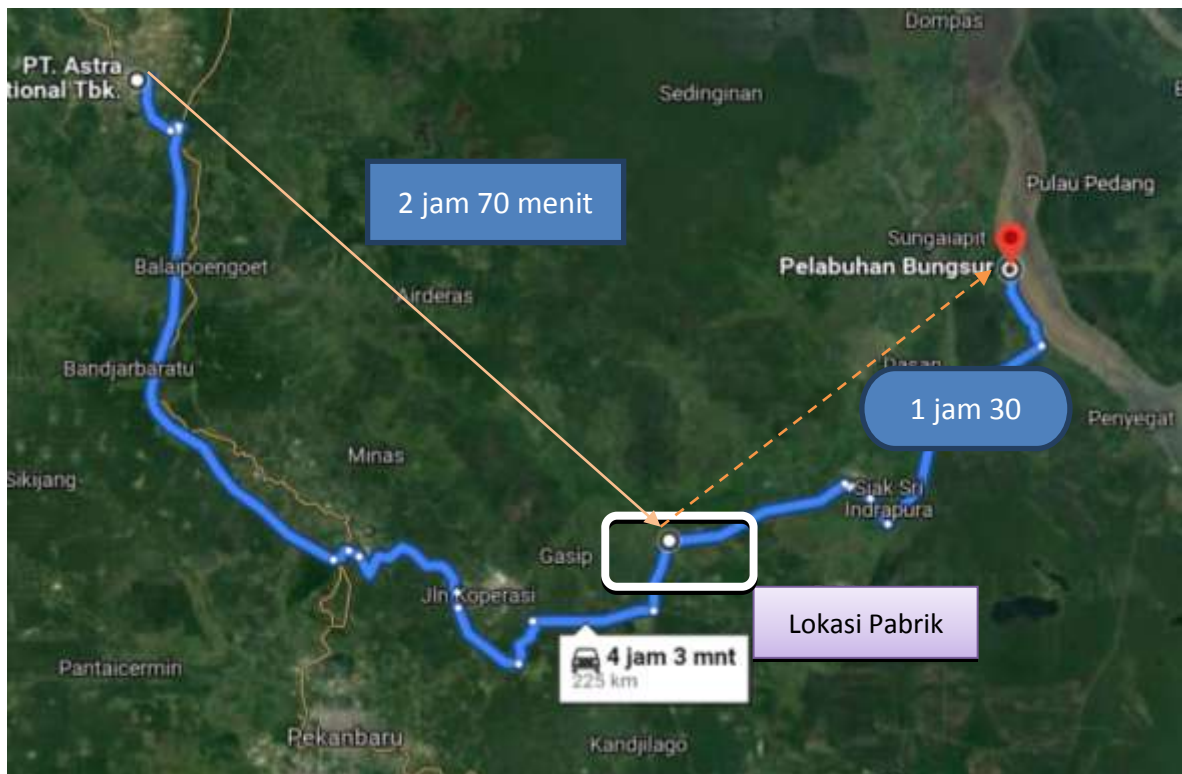 Dompas
PT. Astra
tional Tbk.
Sedinginan
2 jam 70 menit
Pulau Pedang
Sungaiapit
Pelabuhan Bungsur
Balaipoengoet
Airderas
Bandjarbaratu
Dasan
1 jam 30
Penyegat
Minas
Sikijang
Siak Sri
Indrapura
Gasip
Jln Koperasi
Lokasi Pabrik
4 jam 3 mnt
225 km
Pantaicermin
Pekanbaru
Kandjilago